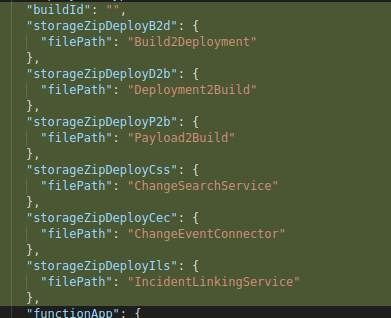 "buildId": "",
"storageZipDeployB2d": {
"filePath": "Build2Deployment"
},
"storageZipDeployD2b": {
"filePath": "Deployment2Build"
},
"storageZipDeployP2b": {
"filePath": "Payload2Build"
},
"storageZipDeployCss": {
"filePath": "ChangeSearchService"
},
"storageZipDeployCec": {
"filePath": "ChangeEventConnector"
},
"storageZipDeployIls": {
"filePath": "IncidentLinkingService"
},
"functionApp": {